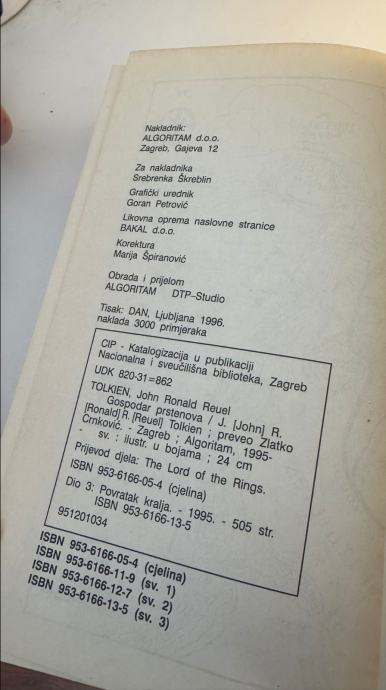 Nakladnik:
ALGORITAM d.o.o.
Zagreb, Gajeva 12
Za nakladnika
Srebrenka Škreblin
Grafički urednik
Goran Petrović
Likovna oprema naslovne stranice
BAKAL d.o.o.
Korektura
Marija Špiranović
Obrada i prijelom
ALGORITAM DTP–Studio
Tisak: DAN, Ljubljana 1996.
naklada 3000 primjeraka
CIP - Katalogizacija u publikaciji
Nacionalna i sveučilišna biblioteka, Zagreb
UDK 820-31=862
TOLKIEN, John Ronald Reuel
Gospodar prstenova / J. [John] R.
[Ronald] R. [Reuel] Tolkien ; preveo Zlatko
Crnković. - Zagreb ; Algoritam, 1995-
- sv. : ilustr. u bojama ; 24 cm
Prijevod djela: The Lord of the Rings.
ISBN 953-6166-05-4 (cjelina)
Dio 3: Povratak kralja. - 1995. - 505 str.
ISBN 953-6166-13-5
951201034
ISBN 953-6166-05-4 (cjelina)
ISBN 953-6166-11-9 (sv. 1)
ISBN 953-6166-12-7 (sv. 2)
ISBN 953-6166-13-5 (sv. 3)